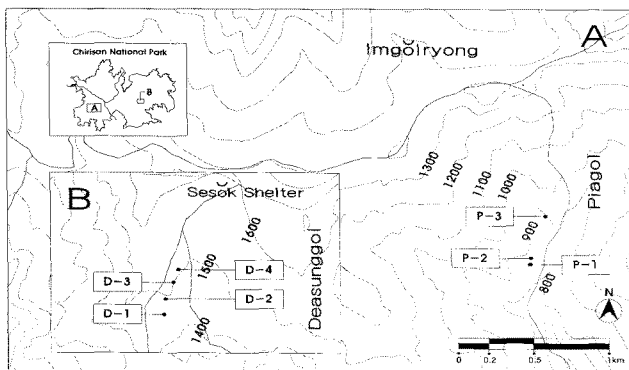 Chirisan National Park
A
B
Imgolryong
A
B
Sesok Shelter
1600
1500
1400
Deasunggol
D-4
D-3
D-2
D-1
1300
1200
1100
1000
900
800
Piagol
P-3
P-2
P-1
N
0 0.2 0.5 1km